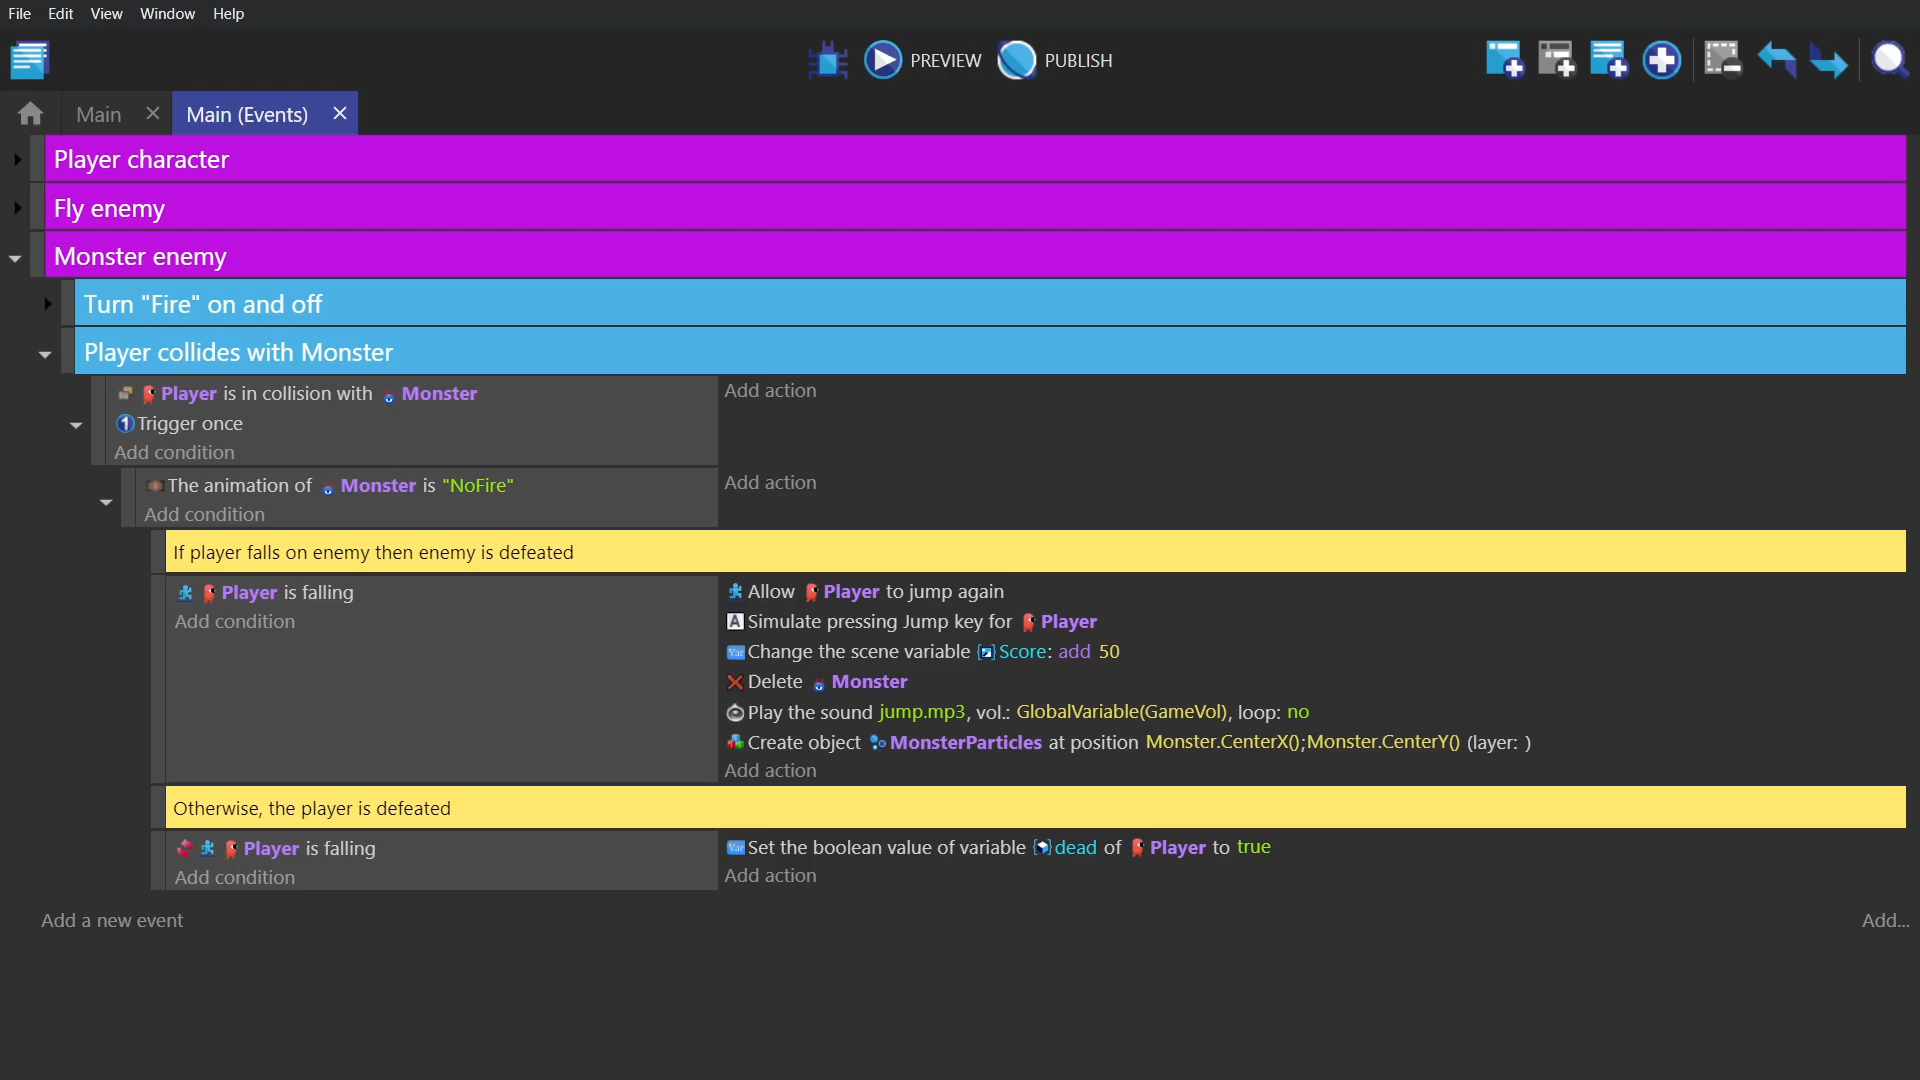 File Edit View Window Help
PREVIEW PUBLISH
Main Main (Events)
Player character
Fly enemy
Monster enemy
Turn "Fire" on and off
Player collides with Monster
Player is in collision with Monster
Add action
1 Trigger once
Add condition
The animation of Monster is "NoFire"
Add action
Add condition
If player falls on enemy then enemy is defeated
Player is falling
Add condition
Allow Player to jump again
A Simulate pressing Jump key for Player
Var Change the scene variable Score: add 50
Delete Monster
Play the sound jump.mp3, vol.: GlobalVariable(GameVol), loop: no
Create object MonsterParticles at position Monster.CenterX();Monster.CenterY() (layer: )
Add action
Otherwise, the player is defeated
Player is falling
Add condition
Var Set the boolean value of variable dead of Player to true
Add action
Add a new event
Add...